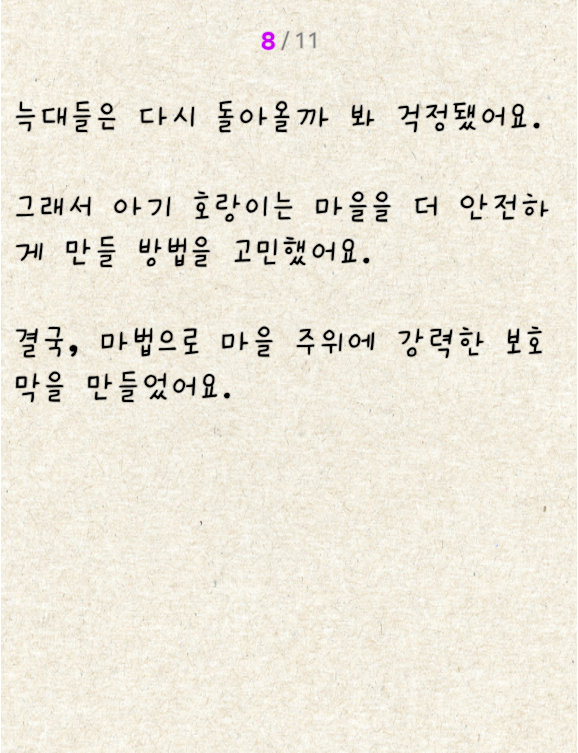 8 / 11
늑대들은 다시 돌아올까 봐 걱정됐어요.
그래서 아기 호랑이는 마을을 더 안전하
게 만들 방법을 고민했어요.
결국, 마법으로 마을 주위에 강력한 보호
막을 만들었어요.